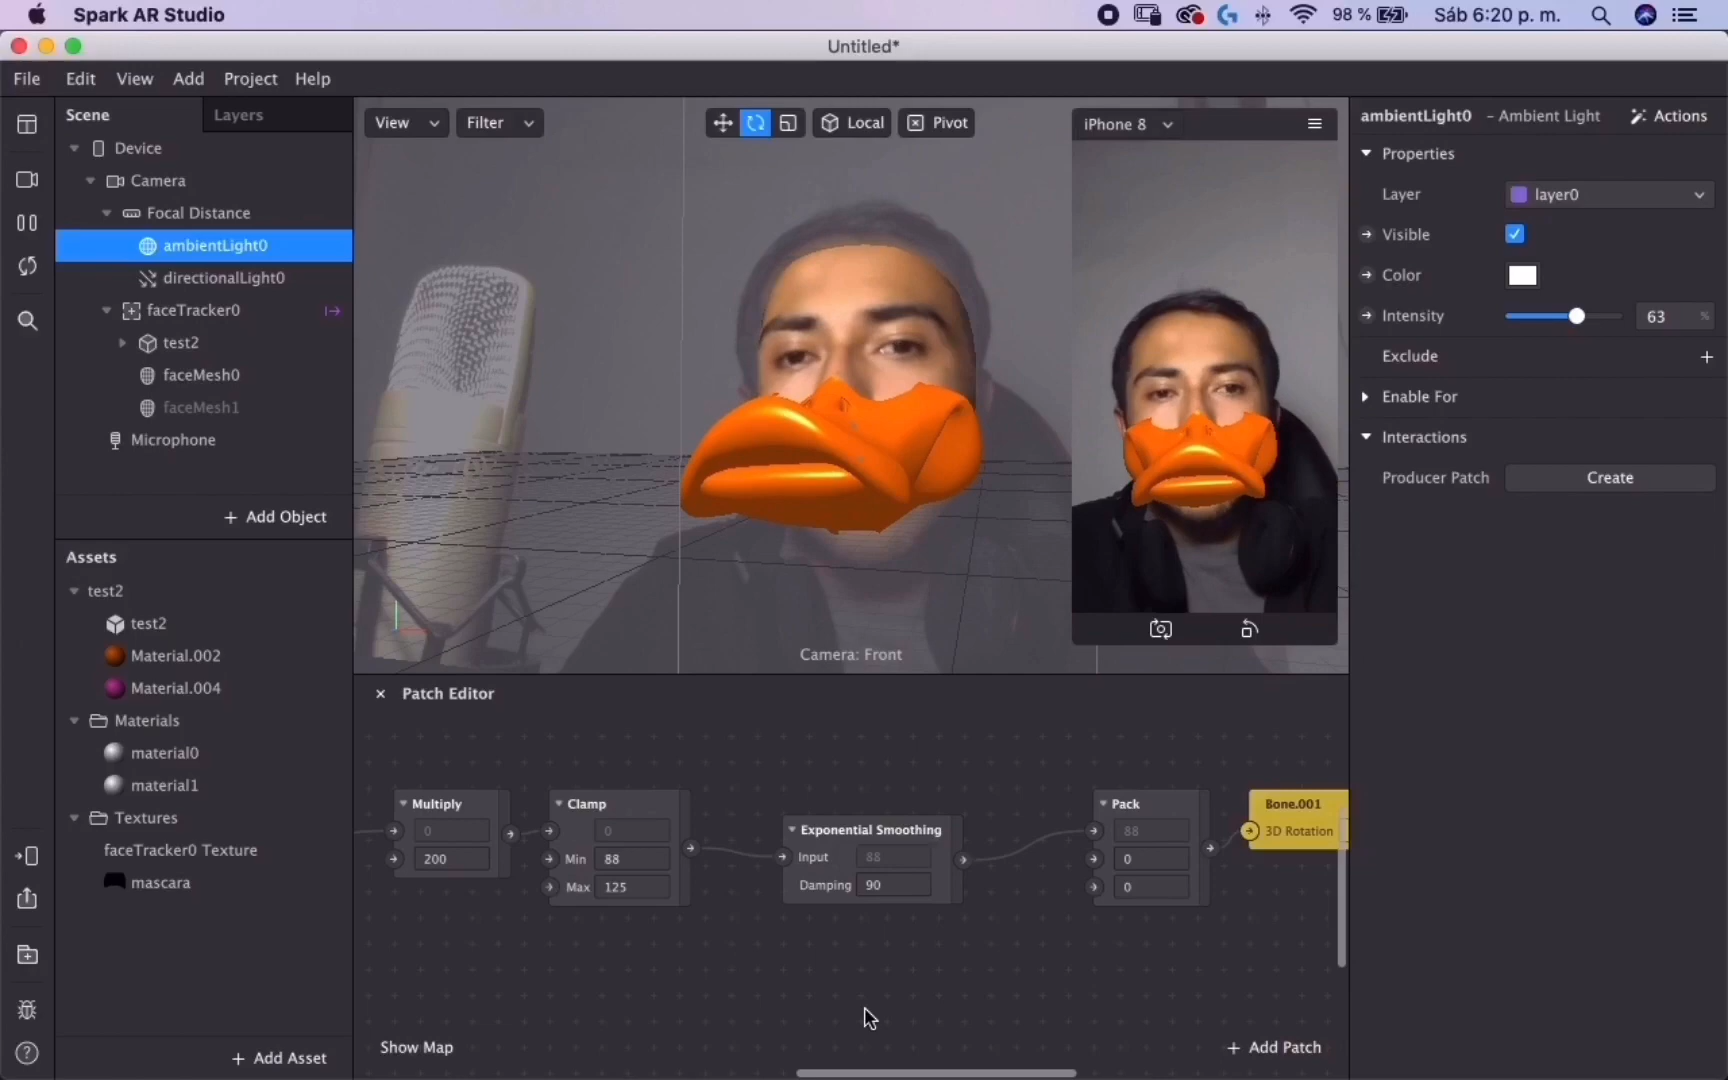 Spark AR Studio
98 %
Sáb 6:20 p. m.
Untitled*
File Edit View Add Project Help
Scene
Layers
Device
Camera
Focal Distance
ambientLight0
directionalLight0
faceTracker0
test2
faceMesh0
faceMesh1
Microphone
+ Add Object
Assets
test2
test2
Material.002
Material.004
Materials
material0
material1
Textures
faceTracker0 Texture
mascara
+ Add Asset
View
Filter
Local
Pivot
iPhone 8
Camera: Front
Patch Editor
Multiply
0
200
Clamp
0
Min 88
Max 125
Exponential Smoothing
Input 88
Damping 90
Pack
88
0
0
Bone.001
3D Rotation
Show Map
+ Add Patch
ambientLight0 - Ambient Light
Actions
Properties
Layer layer0
Visible
Color
Intensity 63 %
Exclude +
Enable For
Interactions
Producer Patch Create